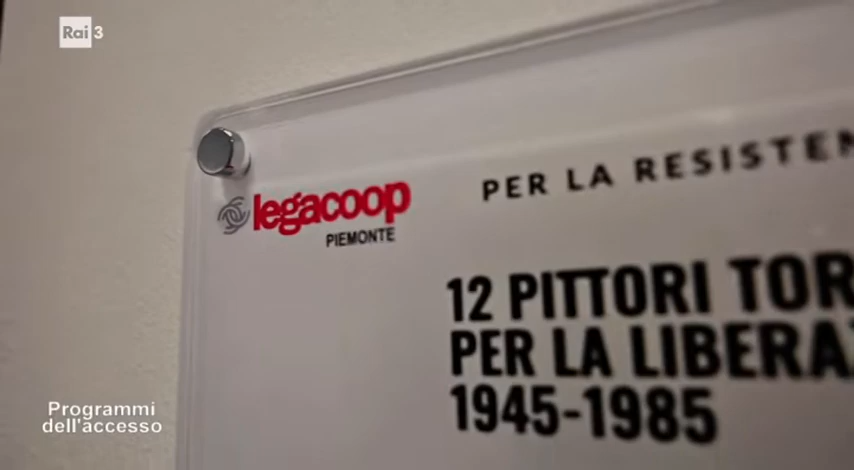 Rai 3
legacoop
PIEMONTE
PER LA RESISTEN
12 PITTORI TOR
PER LA LIBERA
1945-1985
Programmi
dell'accesso